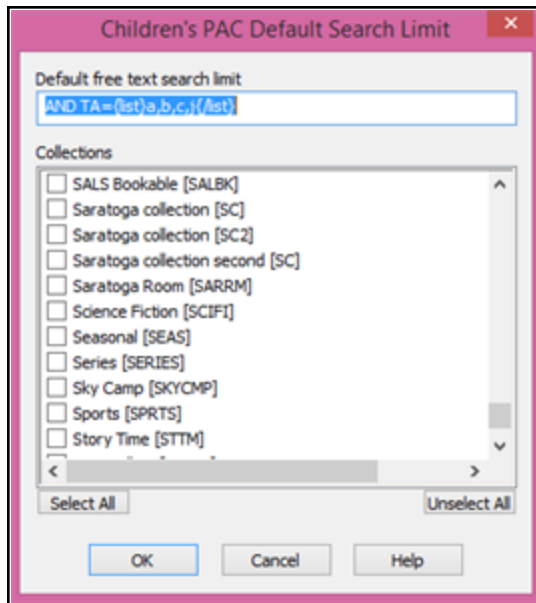 Children's PAC Default Search Limit
Default free text search limit
AND TA={list}a,b,c,j{/list}
Collections
SALS Bookable [SALBK]
Saratoga collection [SC]
Saratoga collection [SC2]
Saratoga collection second [SC]
Saratoga Room [SARRM]
Science Fiction [SCIFI]
Seasonal [SEAS]
Series [SERIES]
Sky Camp [SKYCMP]
Sports [SPRTS]
Story Time [STTM]
Select All Unselect All
OK Cancel Help